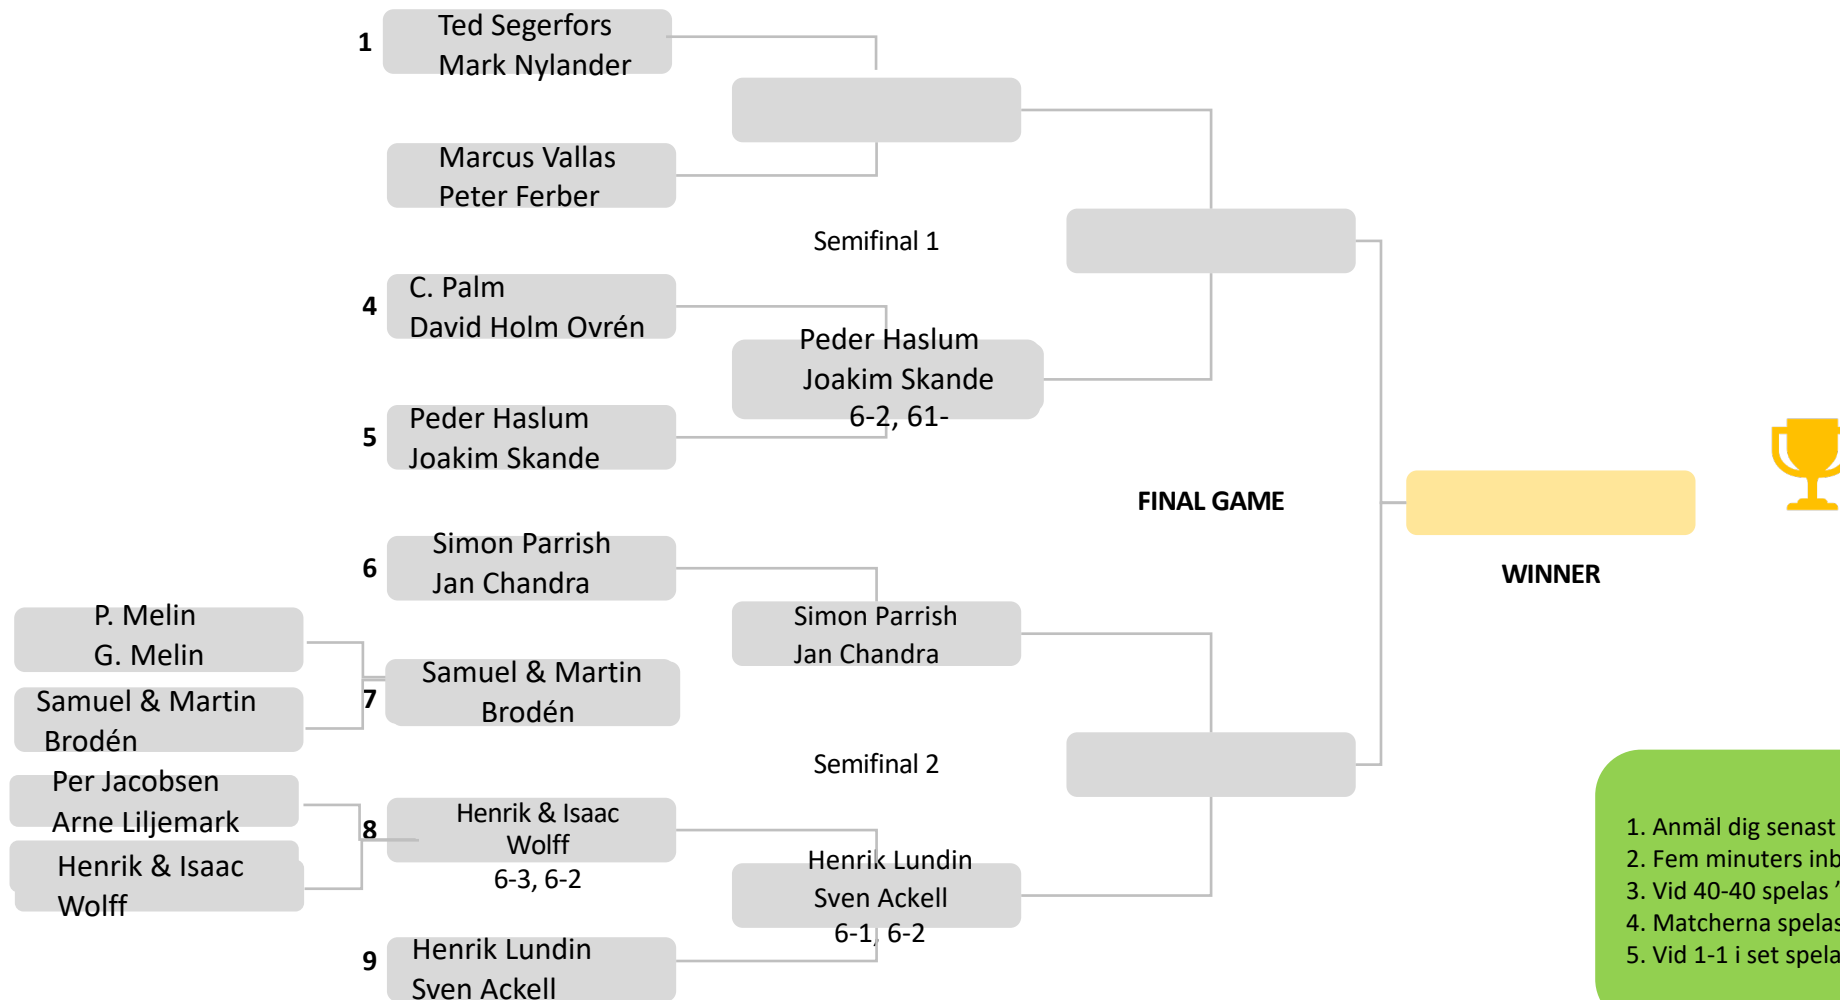 1
Ted Segerfors
Mark Nylander
Marcus Vallas
Peter Ferber
Semifinal 1
4
C. Palm
David Holm Ovrén
Peder Haslum
Joakim Skande
6-2, 61-
5
Peder Haslum
Joakim Skande
FINAL GAME
WINNER
6
Simon Parrish
Jan Chandra
P. Melin
G. Melin
Samuel & Martin
Brodén
7
Samuel & Martin
Brodén
Simon Parrish
Jan Chandra
Semifinal 2
Per Jacobsen
Arne Liljemark
Henrik & Isaac
Wolff
8
Henrik & Isaac
Wolff
6-3, 6-2
Henrik Lundin
Sven Ackell
6-1, 6-2
9
Henrik Lundin
Sven Ackell
1. Anmäl dig senast
2. Fem minuters inb
3. Vid 40-40 spelas ’
4. Matcherna spelas
5. Vid 1-1 i set spela